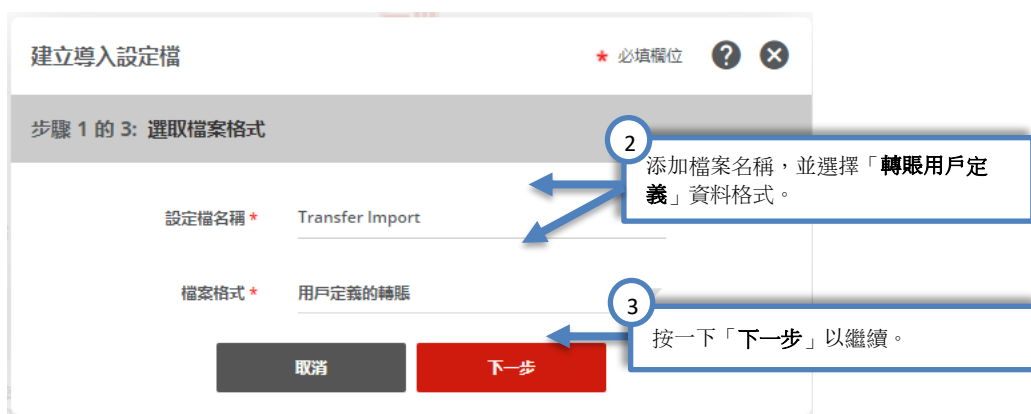 建立導入設定檔
* 必填欄位
步驟 1 的 3: 選取檔案格式
2
添加檔案名稱，並選擇「轉賬用戶定
義」資料格式。
設定檔名稱 * Transfer Import
檔案格式 * 用戶定義的轉賬
3
按一下「下一步」以繼續。
取消
下一步